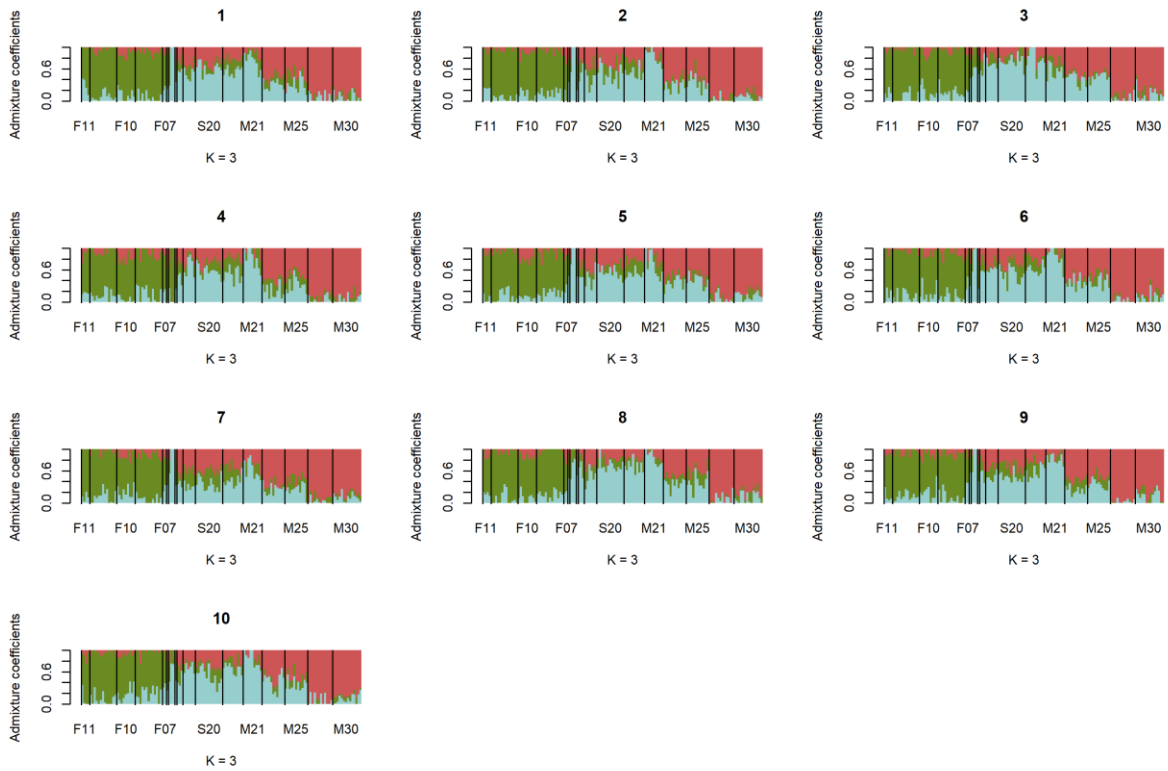 1
Admixture coefficients
0.0 0.6
F11 F10 F07 S20 M21 M25 M30
K = 3
2
Admixture coefficients
0.0 0.6
F11 F10 F07 S20 M21 M25 M30
K = 3
3
Admixture coefficients
0.0 0.6
F11 F10 F07 S20 M21 M25 M30
K = 3
4
Admixture coefficients
0.0 0.6
F11 F10 F07 S20 M21 M25 M30
K = 3
5
Admixture coefficients
0.0 0.6
F11 F10 F07 S20 M21 M25 M30
K = 3
6
Admixture coefficients
0.0 0.6
F11 F10 F07 S20 M21 M25 M30
K = 3
7
Admixture coefficients
0.0 0.6
F11 F10 F07 S20 M21 M25 M30
K = 3
8
Admixture coefficients
0.0 0.6
F11 F10 F07 S20 M21 M25 M30
K = 3
9
Admixture coefficients
0.0 0.6
F11 F10 F07 S20 M21 M25 M30
K = 3
10
Admixture coefficients
0.0 0.6
F11 F10 F07 S20 M21 M25 M30
K = 3